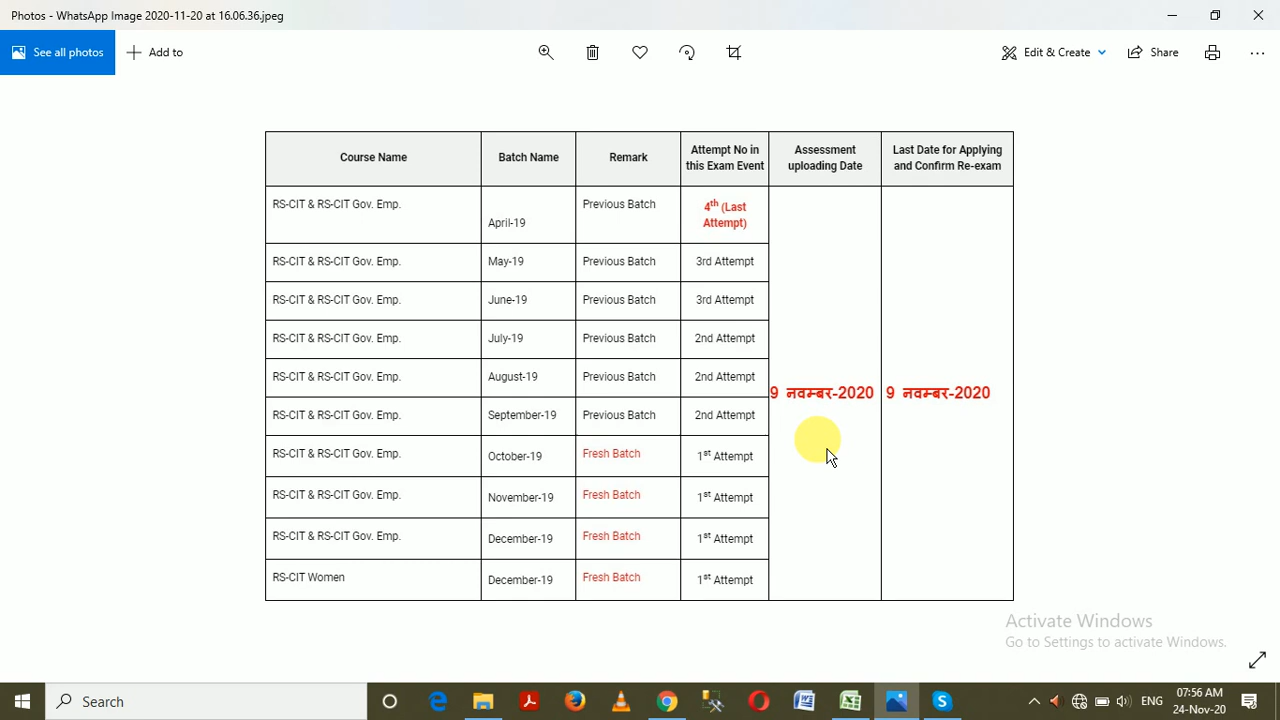 Photos - WhatsApp Image 2020-11-20 at 16.06.36.jpeg
See all photos
Add to
Edit & Create
Share
Course Name
Batch Name
Remark
Attempt No in
this Exam Event
Assessment
uploading Date
Last Date for Applying
and Confirm Re-exam
RS-CIT & RS-CIT Gov. Emp.
April-19
Previous Batch
4th (Last
Attempt)
RS-CIT & RS-CIT Gov. Emp.
May-19
Previous Batch
3rd Attempt
RS-CIT & RS-CIT Gov. Emp.
June-19
Previous Batch
3rd Attempt
RS-CIT & RS-CIT Gov. Emp.
July-19
Previous Batch
2nd Attempt
RS-CIT & RS-CIT Gov. Emp.
August-19
Previous Batch
2nd Attempt
9 नवम्बर-2020
9 नवम्बर-2020
RS-CIT & RS-CIT Gov. Emp.
September-19
Previous Batch
2nd Attempt
RS-CIT & RS-CIT Gov. Emp.
October-19
Fresh Batch
1st Attempt
RS-CIT & RS-CIT Gov. Emp.
November-19
Fresh Batch
1st Attempt
RS-CIT & RS-CIT Gov. Emp.
December-19
Fresh Batch
1st Attempt
RS-CIT Women
December-19
Fresh Batch
1st Attempt
Activate Windows
Go to Settings to activate Windows.
Search
ENG
07:56 AM
24-Nov-20